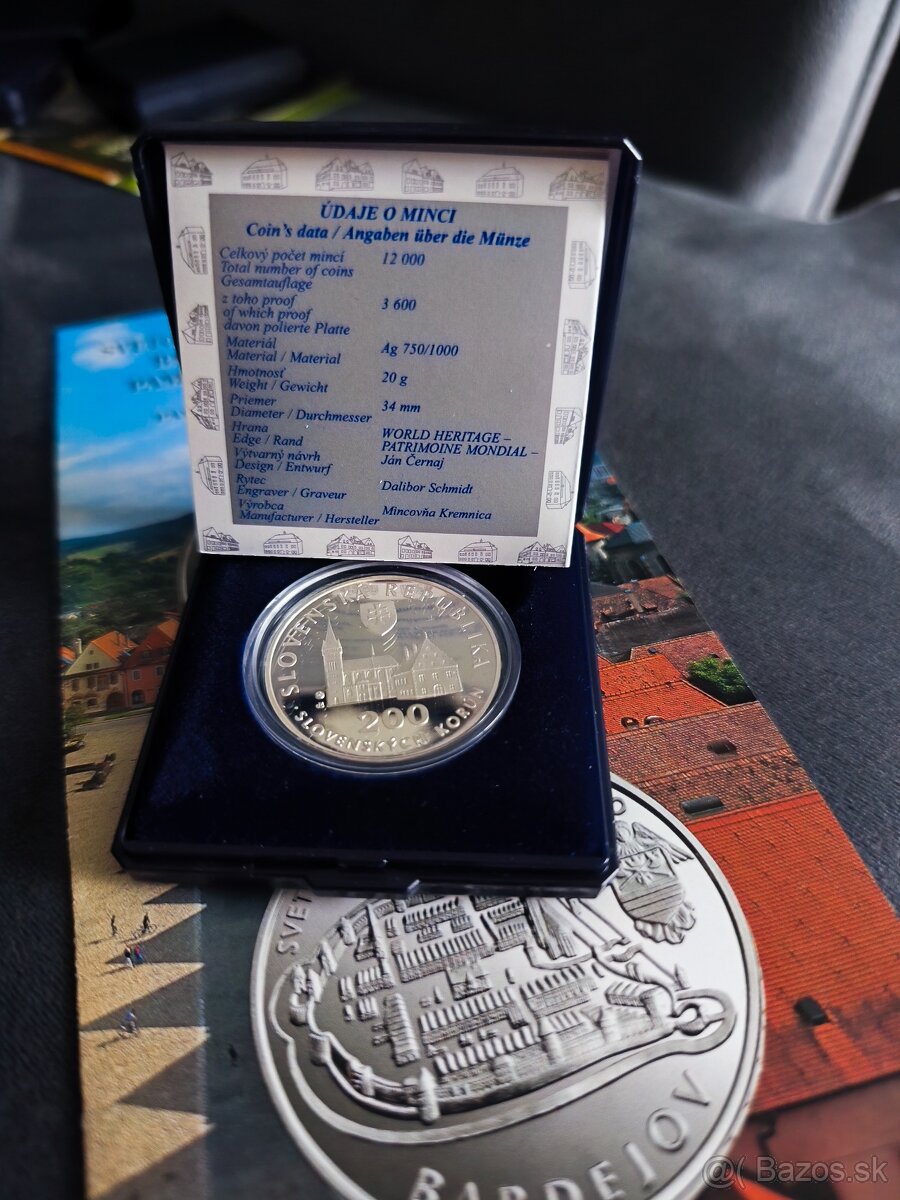 ÚDAJE O MINCI
Coin's data / Angaben über die Münze
Celkový počet mincí 12 000
Total number of coins
Gesamtauflage
z toho proof 3 600
of which proof
davon polierte Platte
Materiál Ag 750/1000
Material / Material
Hmotnosť 20 g
Weight / Gewicht
Priemer 34 mm
Diameter / Durchmesser
Hrana WORLD HERITAGE –
Edge / Rand PATRIMOINE MONDIAL –
Výtvarný návrh Ján Černaj
Design / Entwurf
Rytec Dalibor Schmidt
Engraver / Graveur
Výrobca Mincovňa Kremnica
Manufacturer / Hersteller
SLOVENSKÁ REPUBLIKA
200
SLOVENSKÝCH KORÚN
SVET
BARDEJOV
@( Bazos.sk